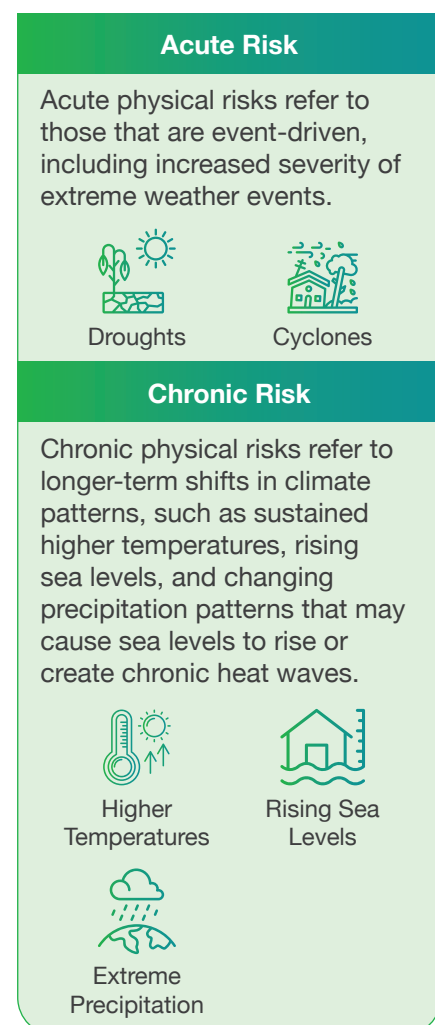 Acute Risk
Acute physical risks refer to
those that are event-driven,
including increased severity of
extreme weather events.
Droughts
Cyclones
Chronic Risk
Chronic physical risks refer to
longer-term shifts in climate
patterns, such as sustained
higher temperatures, rising
sea levels, and changing
precipitation patterns that may
cause sea levels to rise or
create chronic heat waves.
Higher
Temperatures
Rising Sea
Levels
Extreme
Precipitation